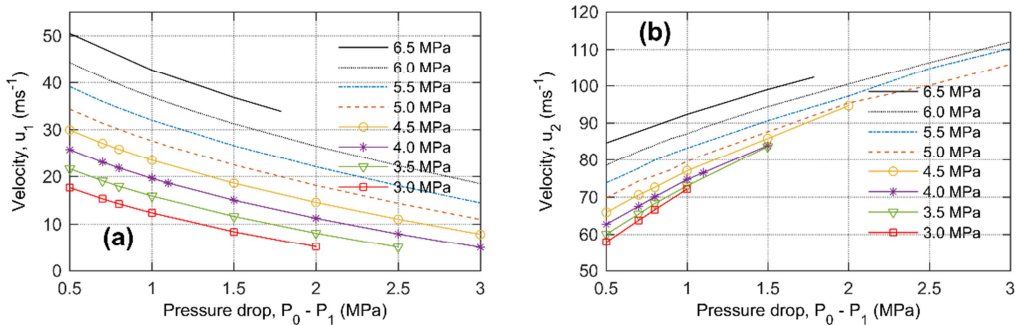 50
40
30
20
10
0
Velocity, u1 (ms-1)
6.5 MPa
6.0 MPa
5.5 MPa
5.0 MPa
4.5 MPa
4.0 MPa
3.5 MPa
3.0 MPa
(a)
0.5 1 1.5 2 2.5 3
Pressure drop, P0 - P1 (MPa)
120
110
100
90
80
70
60
50
Velocity, u2 (ms-1)
(b)
6.5 MPa
6.0 MPa
5.5 MPa
5.0 MPa
4.5 MPa
4.0 MPa
3.5 MPa
3.0 MPa
0.5 1 1.5 2 2.5 3
Pressure drop, P0 - P1 (MPa)